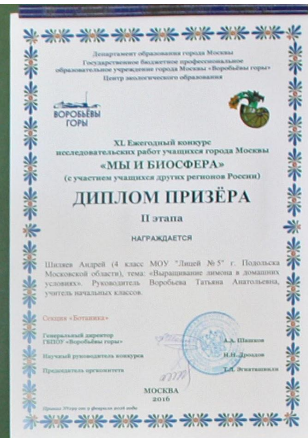 Департамент образования города Москвы
Государственное бюджетное профессиональное
образовательное учреждение города Москвы «Воробьёвы горы»
Центр экологического образования
ВОРОБЬЁВЫ
ГОРЫ
XL Ежегодный конкурс
исследовательских работ учащихся города Москвы
«МЫ И БИОСФЕРА»
(с участием учащихся других регионов России)
ДИПЛОМ ПРИЗЁРА
II этапа
НАГРАЖДАЕТСЯ
Шиляев Андрей (4 класс МОУ "Лицей №5" г. Подольска
Московской области), тема: «Выращивание лимона в домашних
условиях». Руководитель Воробьева Татьяна Анатольевна,
учитель начальных классов.
Секция «Ботаника»
Генеральный директор
ГБПОУ «Воробьёвы горы»
А.А. Шашков
Научный руководитель конкурса
Н.Н. Дроздов
Председатель оргкомитета
МОСКВА
2016